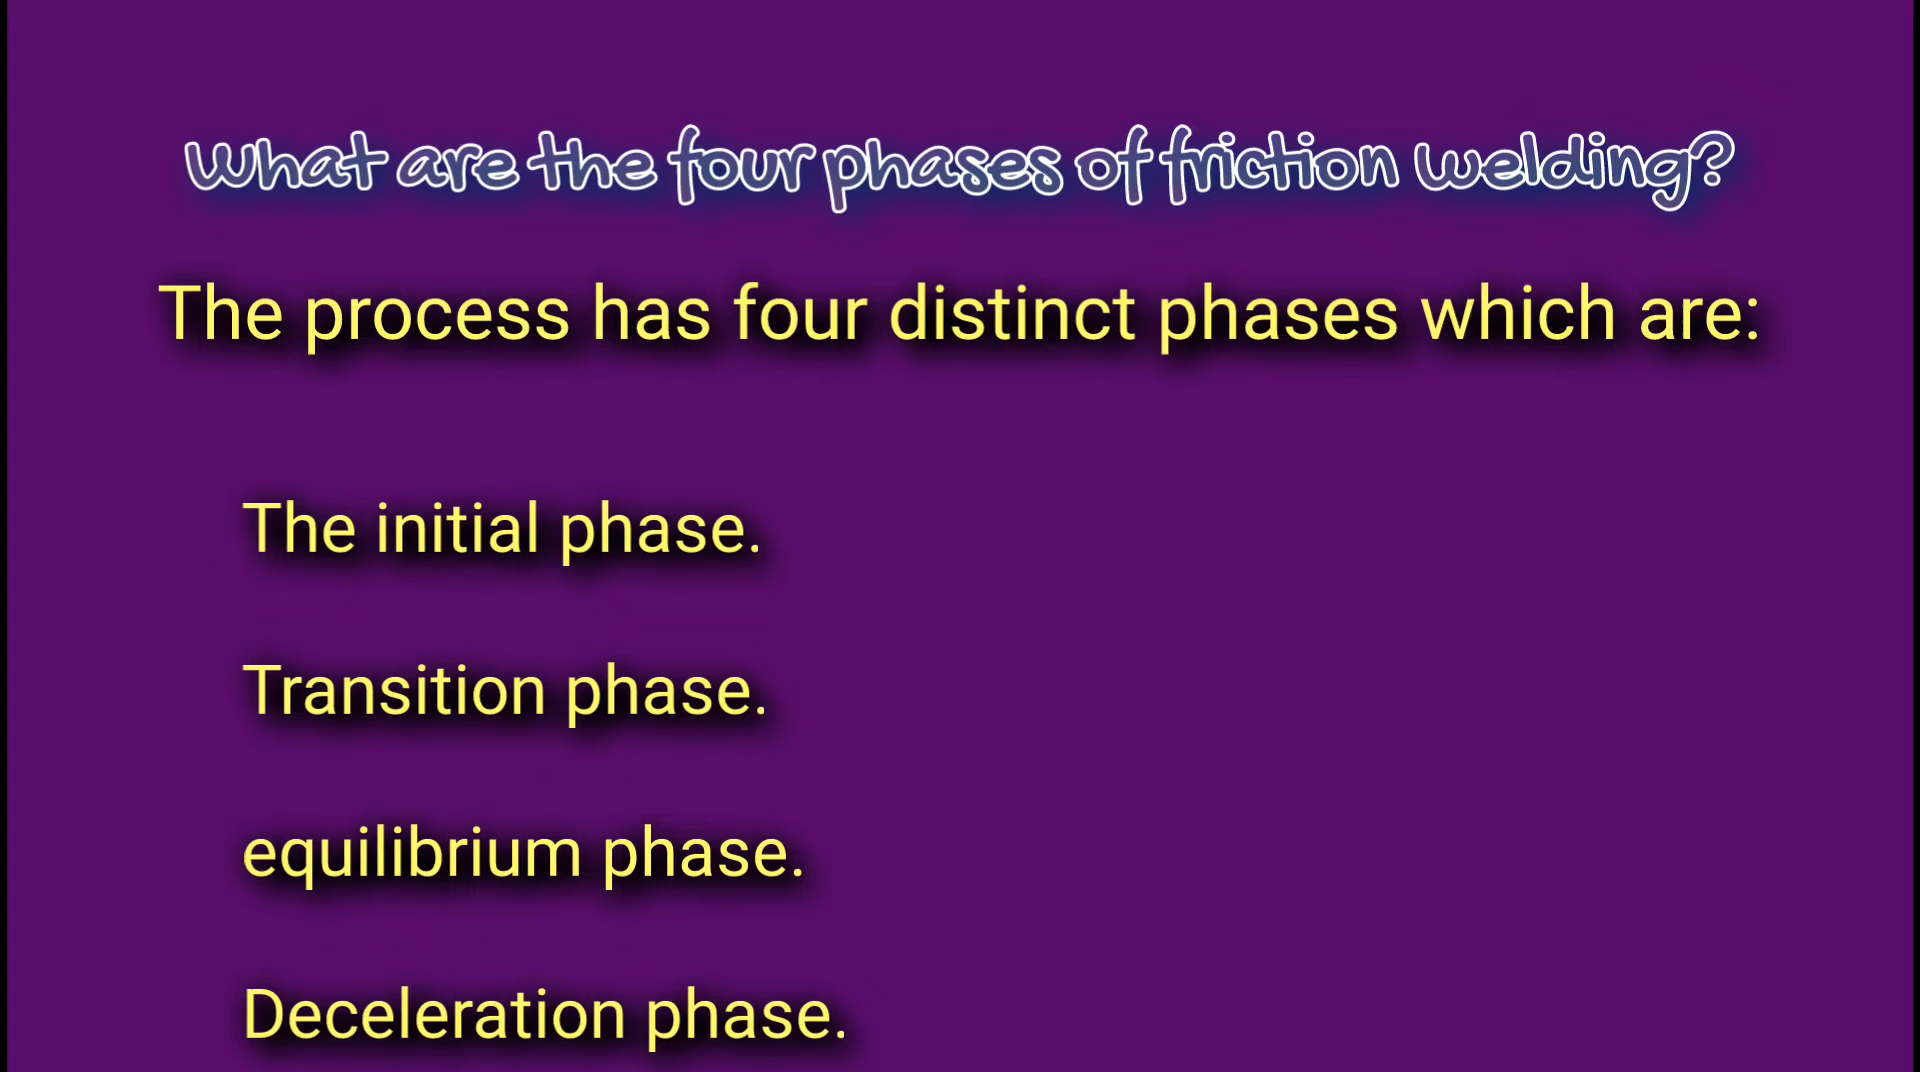 What are the four phases of friction welding?
The process has four distinct phases which are:
The initial phase.
Transition phase.
equilibrium phase.
Deceleration phase.